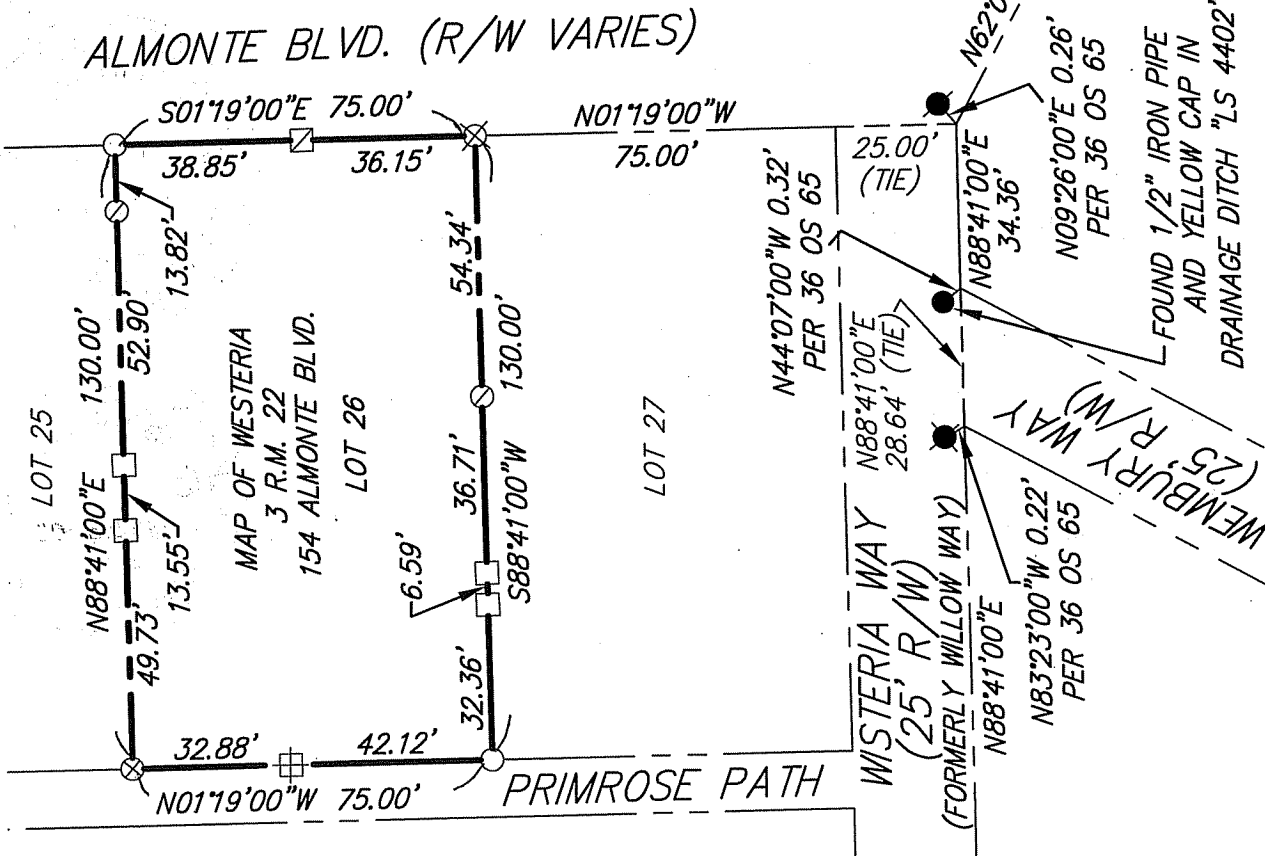 ALMONTE BLVD. (R/W VARIES)
S01°19'00"E 75.00'
38.85'
36.15'
N01°19'00"W
75.00'
25.00'
(TIE)
N88°41'00"E
34.36'
N09°26'00"E 0.26'
PER 36 OS 65
FOUND 1/2" IRON PIPE
AND YELLOW CAP IN
DRAINAGE DITCH "LS 4402"
N44°07'00"W 0.32'
PER 36 OS 65
13.82'
130.00'
52.90'
54.34'
130.00'
LOT 25
N88°41'00"E
13.55'
49.73'
MAP OF WESTERIA
3 R.M. 22
154 ALMONTE BLVD.
LOT 26
36.71'
S88°41'00"W
6.59'
32.36'
LOT 27
N88°41'00"E
28.64' (TIE)
WEMBURY WAY
(25' R/W)
WISTERIA WAY
(25' R/W)
(FORMERLY WILLOW WAY)
N88°41'00"E
N83°23'00"W 0.22'
PER 36 OS 65
32.88'
42.12'
N01°19'00"W 75.00'
PRIMROSE PATH